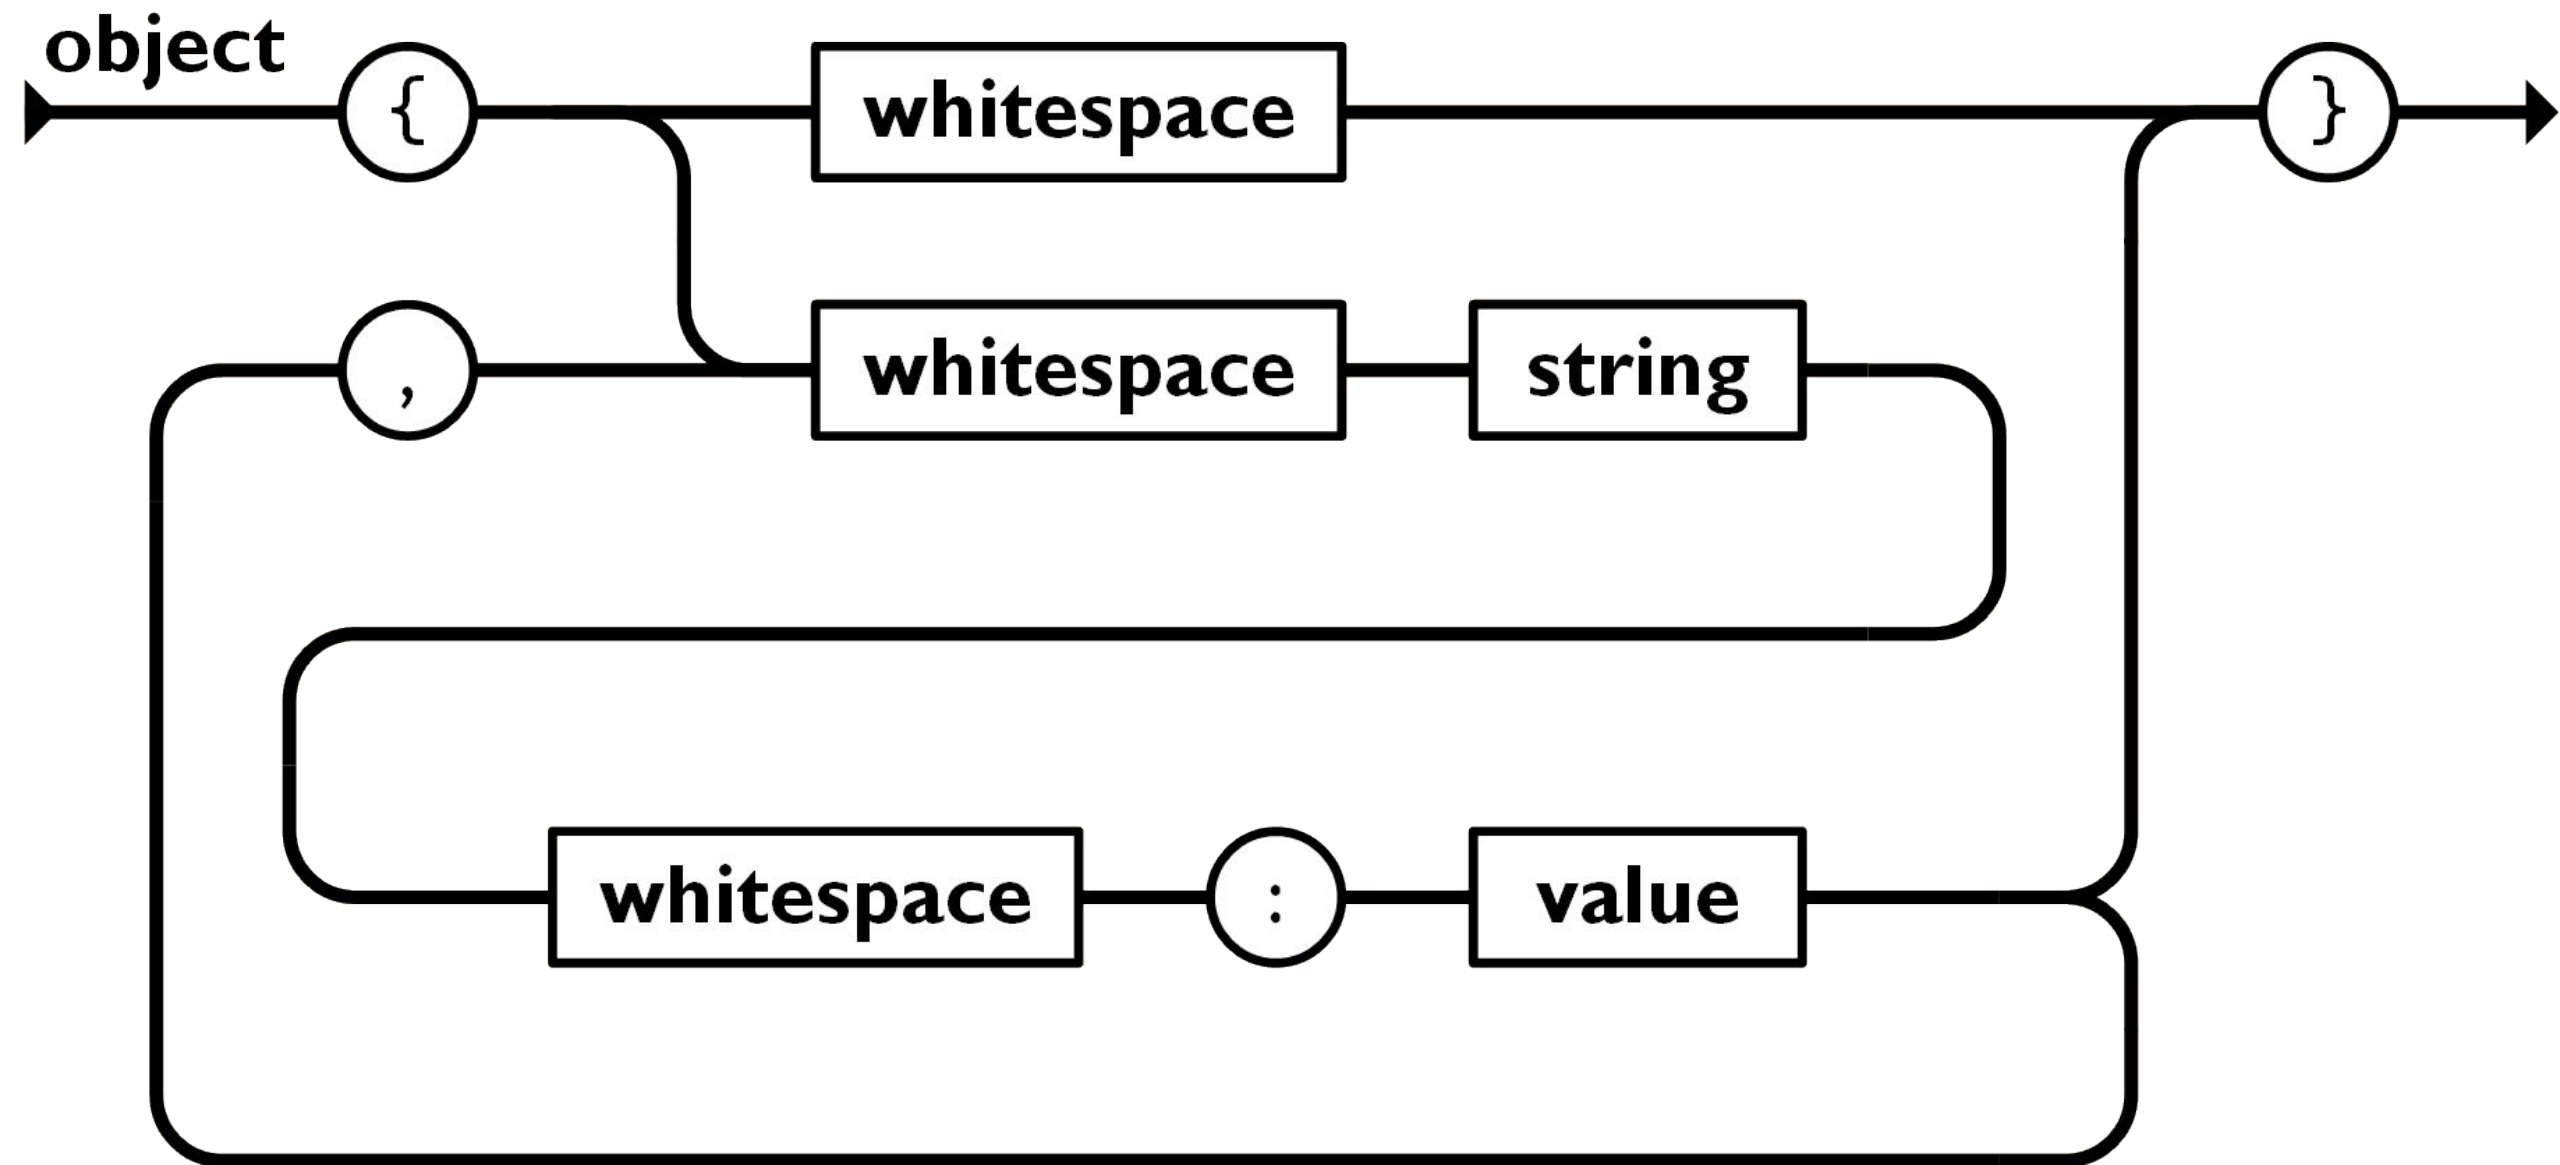 object
{ whitespace }
, whitespace string
whitespace : value